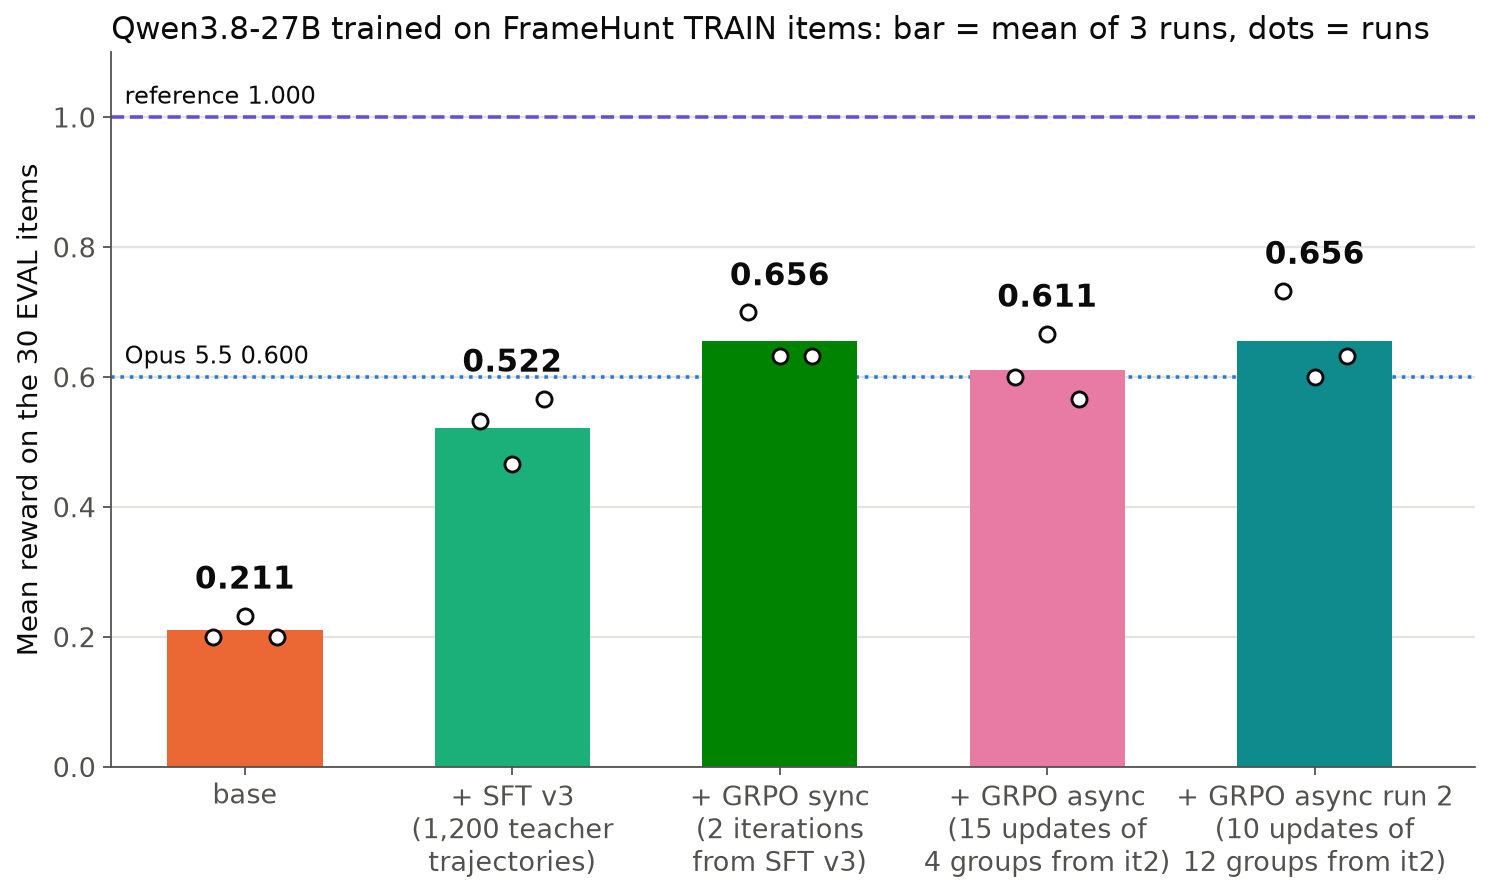 Qwen3.8-27B trained on FrameHunt TRAIN items: bar = mean of 3 runs, dots = runs
Mean reward on the 30 EVAL items
reference 1.000
1.0
0.8
0.656
0.656
0.611
Opus 5.5 0.600
0.522
0.6
0.4
0.211
0.2
0.0
base
+ SFT v3
(1,200 teacher
trajectories)
+ GRPO sync
(2 iterations
from SFT v3)
+ GRPO async
(15 updates of
4 groups from it2)
+ GRPO async run 2
(10 updates of
12 groups from it2)